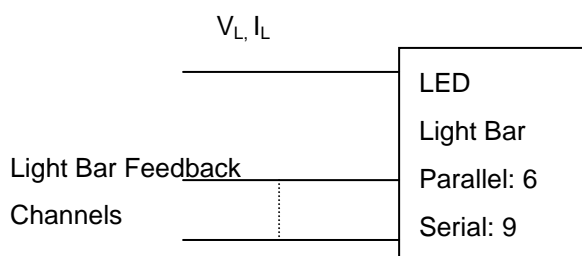 VL, IL
LED
Light Bar
Parallel: 6
Serial: 9
Light Bar Feedback
Channels